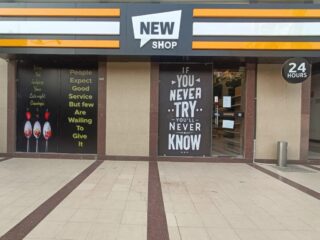 NEW
SHOP
24
HOURS
People
Expect
Good
Service
But few
Are
Wailing
To
Give
It
IF
YOU
NEVER
TRY
YOU'LL
NEVER
KNOW